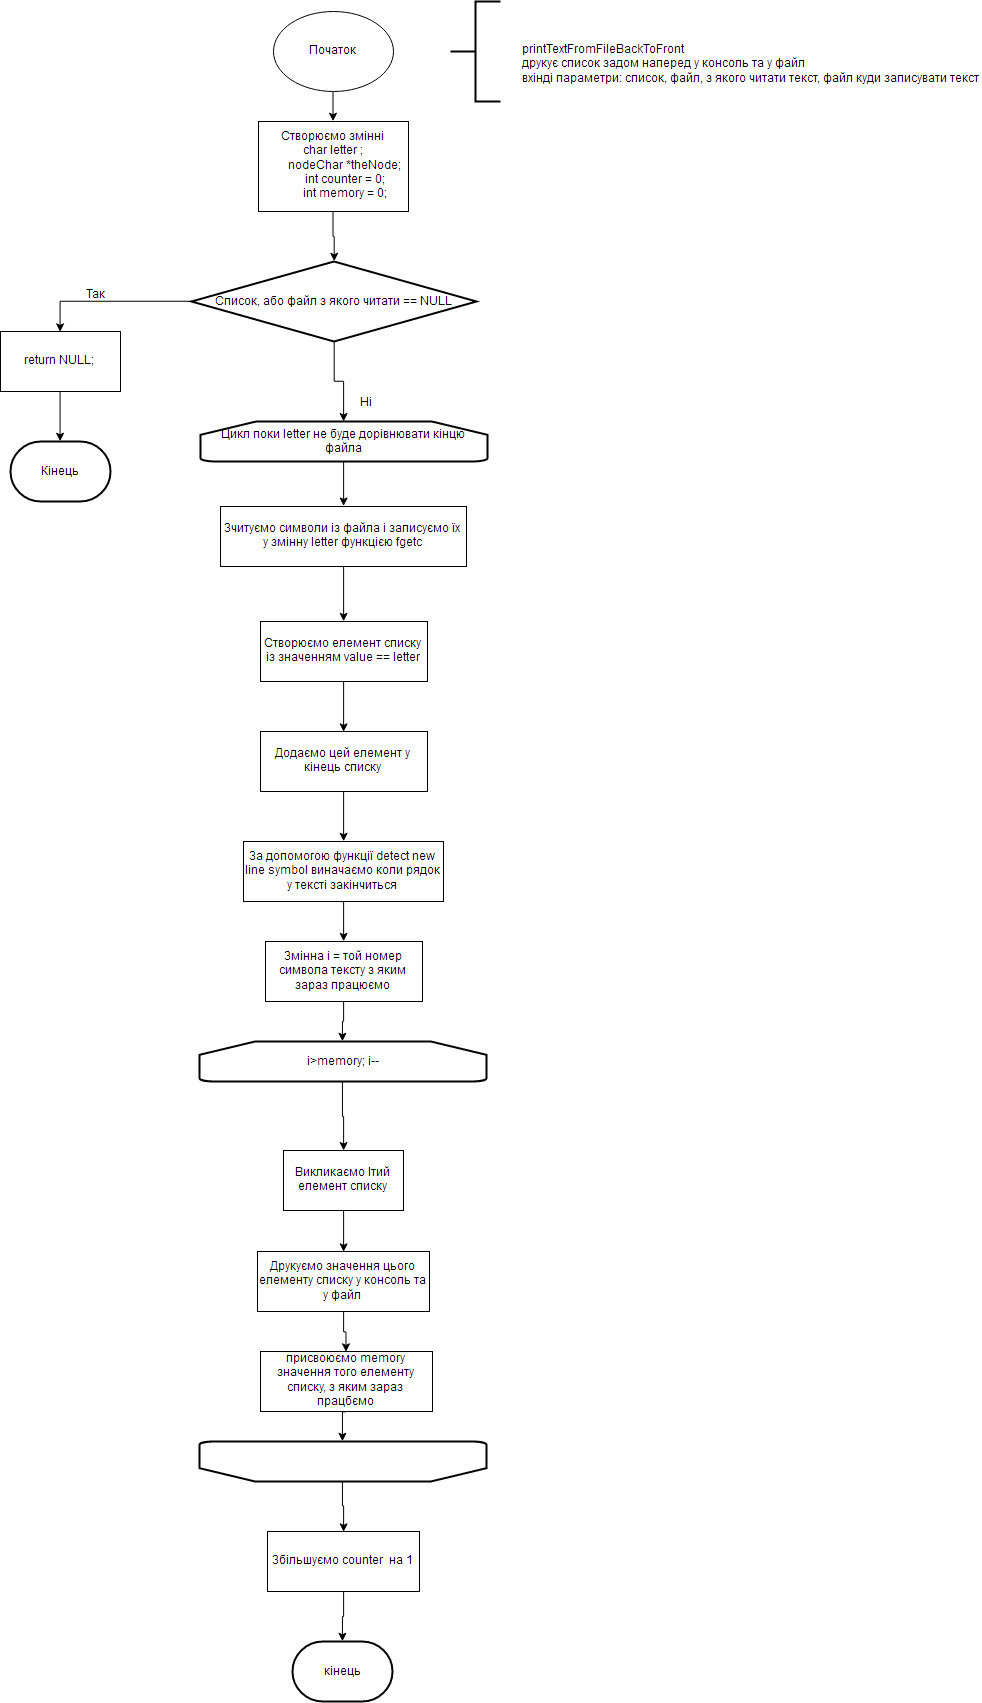 Початок
printTextFromFileBackToFront
друкує список задом наперед у консоль та у файл
вхінді параметри: список, файл, з якого читати текст, файл куди записувати текст
Створюємо змінні
char letter ;
nodeChar *theNode;
int counter = 0;
int memory = 0;
Список, або файл з якого читати == NULL
Так
return NULL;
Кінець
Ні
Цикл поки letter не буде дорівнювати кінцю
файла
Зчитуємо символи із файла і записуємо їх
у змінну letter функцією fgetc
Створюємо елемент списку
із значенням value == letter
Додаємо цей елемент у
кінець списку
За допомогою функції detect new
line symbol виначаємо коли рядок
у тексті закінчиться
Змінна i = той номер
символа тексту з яким
зараз працюємо
i>memory; i--
Викликаємо Ітий
елемент списку
Друкуємо значення цього
елементу списку у консоль та
у файл
присвоюємо memory
значення того елементу
списку, з яким зараз
працбємо
Збільшуємо counter  на 1
кінець